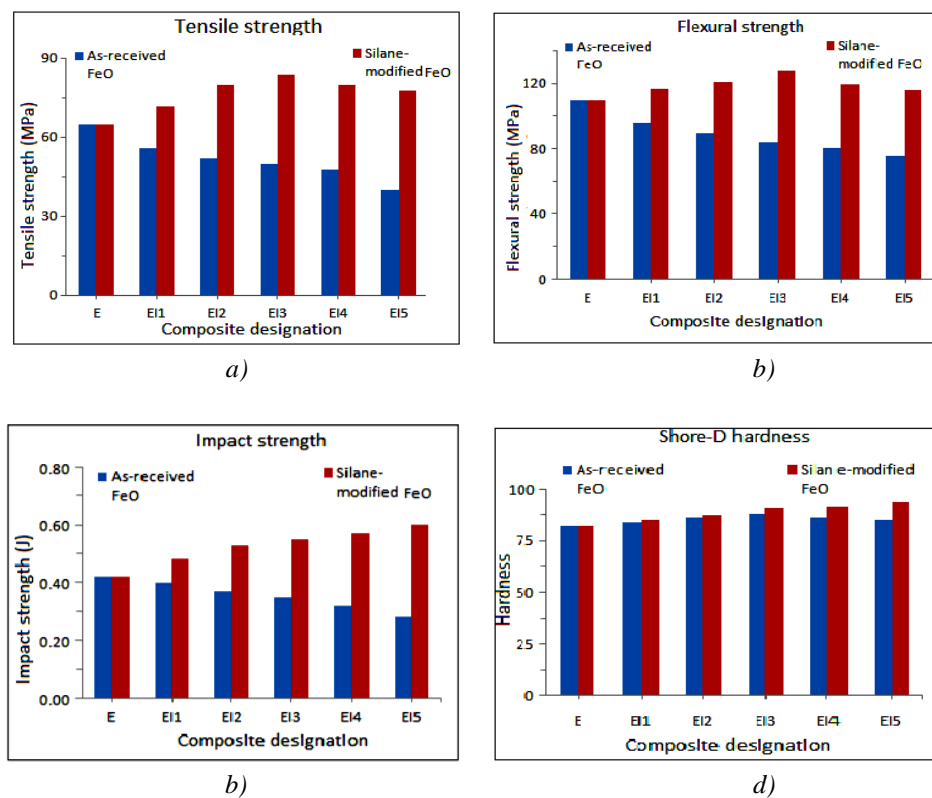 Tensile strength
As-received
FeO
Silane-
modified FeO
90
60
30
0
Tensile strength (MPa)
E EI1 EI2 EI3 EI4 EI5
Composite designation
a)
Flexural strength
As-received
FeO
Silane-
modified FeO
120
80
40
0
Flexural strength (MPa)
E EI1 EI2 EI3 EI4 EI5
Composite designation
b)
Impact strength
As-received
FeO
Silane-
modified FeO
0.80
0.60
0.40
0.20
0.00
Impact strength (J)
E EI1 EI2 EI3 EI4 EI5
Composite designation
b)
Shore-D hardness
As-received
FeO
Silan e-modified
FeO
100
75
50
25
0
Hardness
E EI1 EI2 EI3 EI4 EI5
Composite designation
d)